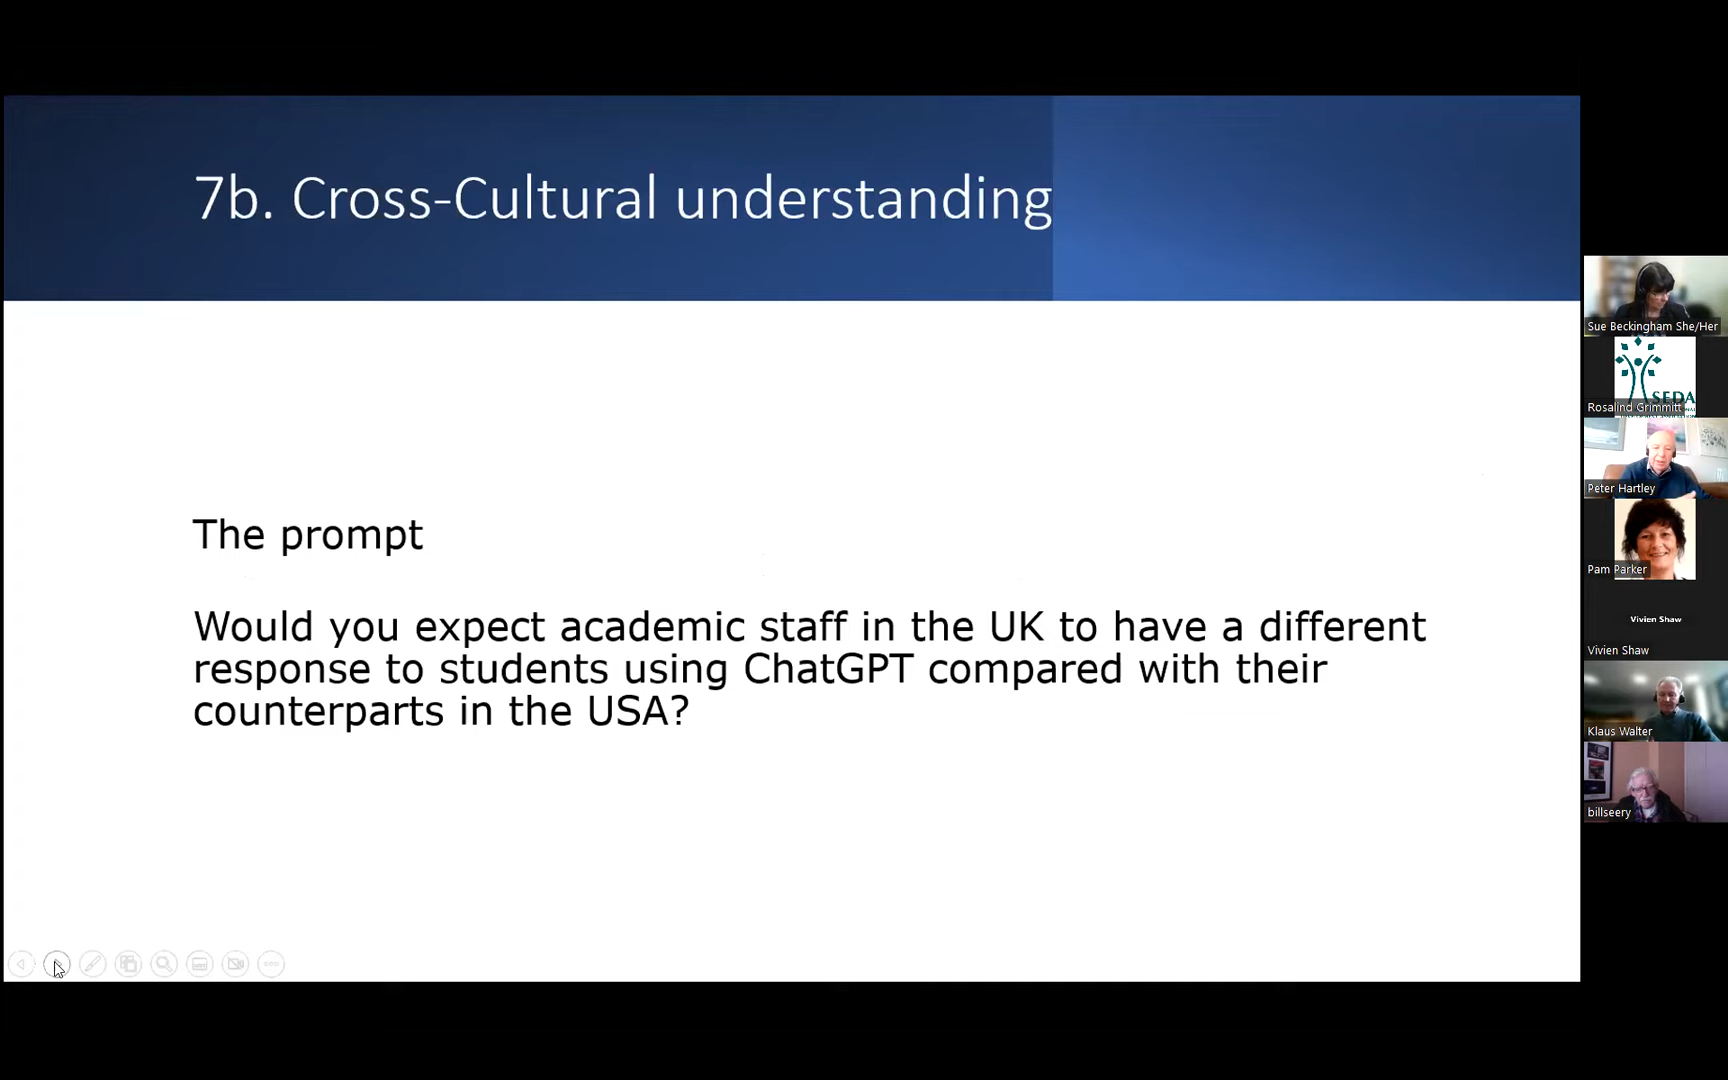 7b. Cross-Cultural understanding
The prompt
Would you expect academic staff in the UK to have a different
response to students using ChatGPT compared with their
counterparts in the USA?
Sue Beckingham She/Her
SEDA
Rosalind Grimmitt
Peter Hartley
Pam Parker
Vivien Shaw
Vivien Shaw
Klaus Walter
billseery